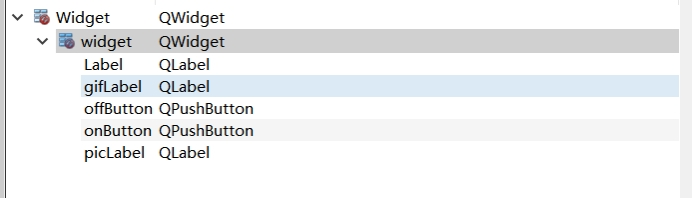 Widget QWidget
widget QWidget
Label QLabel
gifLabel QLabel
offButton QPushButton
onButton QPushButton
picLabel QLabel